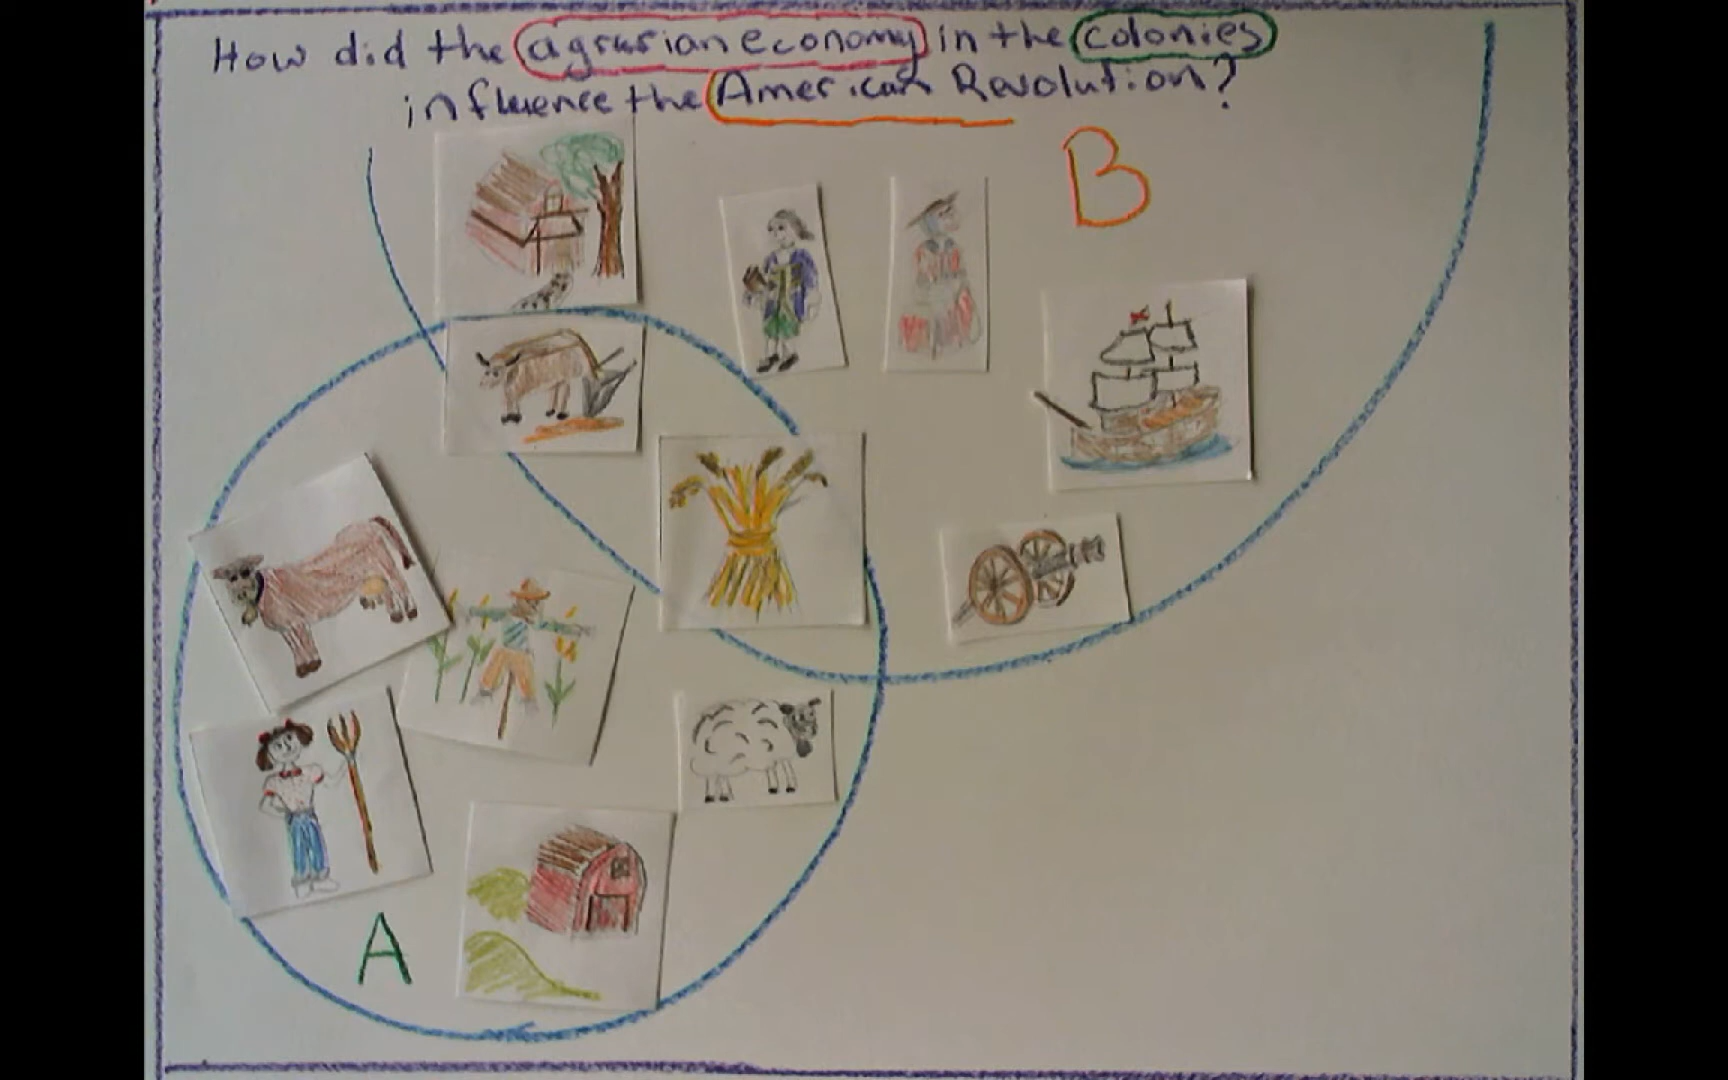 How did the agrarian economy in the colonies
influence the American Revolution?
B
A